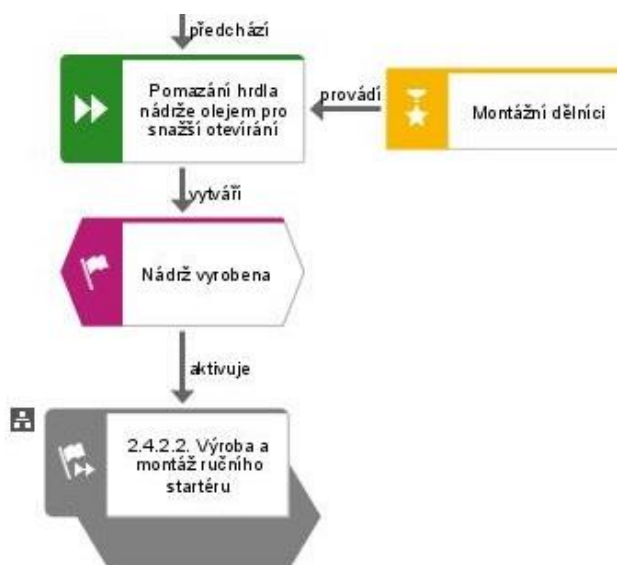 předchází
Pomazání hrdla
nádrže olejem pro
snažší otevírání
provádí
Montážní dělníci
vytváří
Nádrž vyrobena
aktivuje
2.4.2.2. Výroba a
montáž ručního
startéru